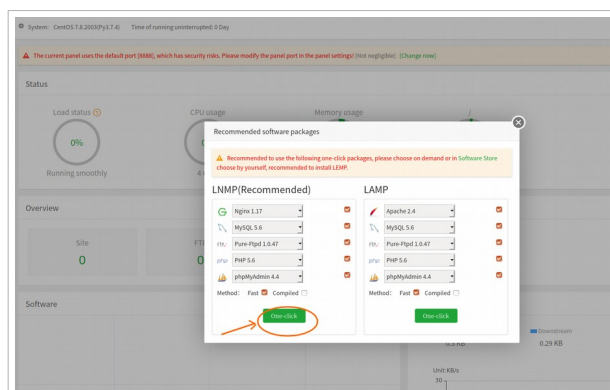 System: CentOS 7.8.2003(Py3.7.4) Time of running uninterrupted: 0 Day
The current panel uses the default port [8888], which has security risks. Please modify the panel port in the panel settings! [Not negligible] [Change now]
Status
Load status CPU usage Memory usage /
0%
Running smoothly
Recommended software packages
Recommended to use the following one-click packages, please choose on demand or in Software Store
choose by yourself, recommended to install LEMP.
LNMP(Recommended) LAMP
Nginx 1.17 Apache 2.4
MySQL 5.6 MySQL 5.6
Pure-Ftpd 1.0.47 Pure-Ftpd 1.0.47
php PHP 5.6 php PHP 5.6
phpMyAdmin 4.4 phpMyAdmin 4.4
Method: Fast Compiled Method: Fast Compiled
One-click One-click
Overview
Site FT
0 0
Software
Downstream
0.5 KB 0.29 KB
Unit:KB/s
30